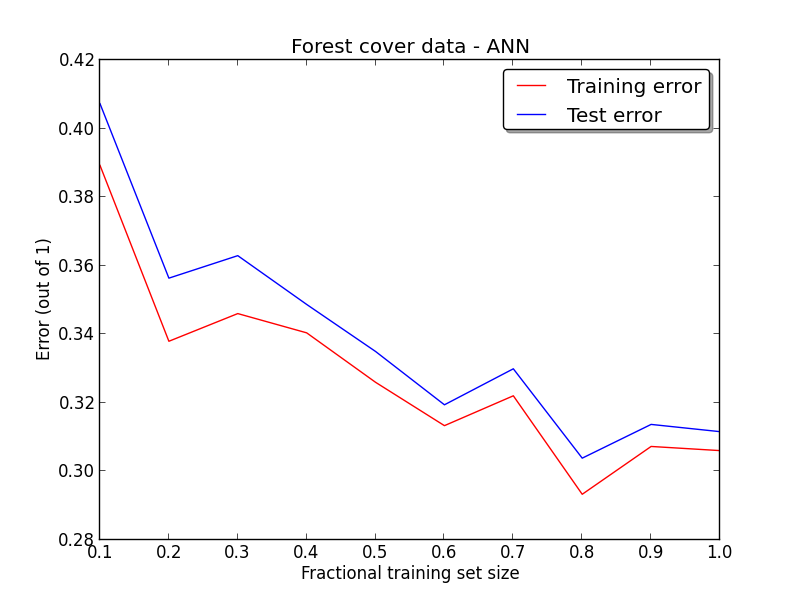 Forest cover data - ANN
Training error
Test error
0.42
0.40
0.38
0.36
0.34
0.32
0.30
0.28
Error (out of 1)
0.1 0.2 0.3 0.4 0.5 0.6 0.7 0.8 0.9 1.0
Fractional training set size